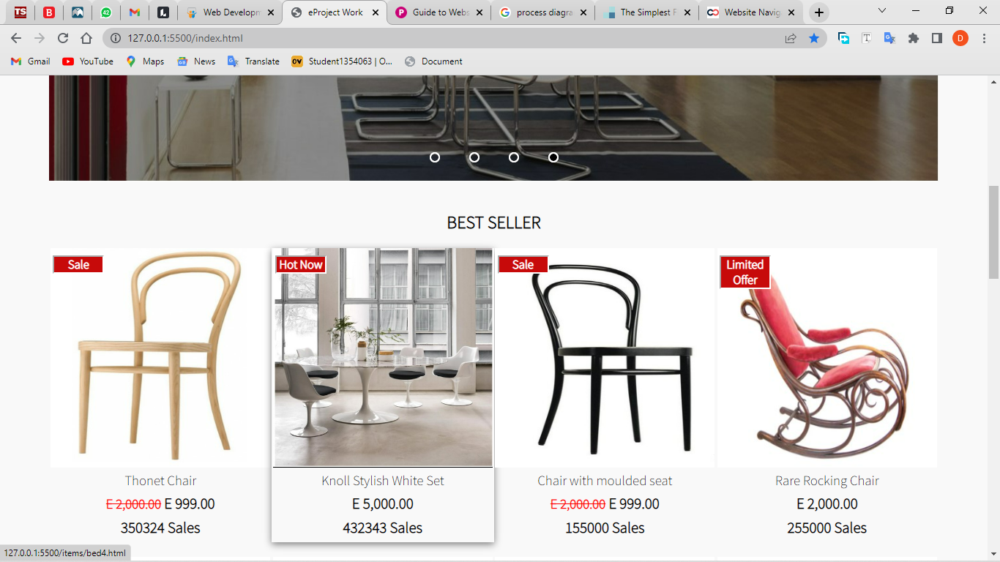 TS
B
42
L
Web Developm
eProject Work
P
Guide to Webs
process diagra
The Simplest F
Website Navig
127.0.0.1:5500/index.html
T
D
Gmail
YouTube
Maps
News
Translate
OV
Student1354063 | O...
Document
BEST SELLER
Sale
Hot Now
Sale
Limited
Offer
Thonet Chair
Knoll Stylish White Set
Chair with moulded seat
Rare Rocking Chair
E 2,000.00 E 999.00
E 5,000.00
E 2,000.00 E 999.00
E 2,000.00
350324 Sales
432343 Sales
155000 Sales
255000 Sales
127.0.0.1:5500/items/bed4.html